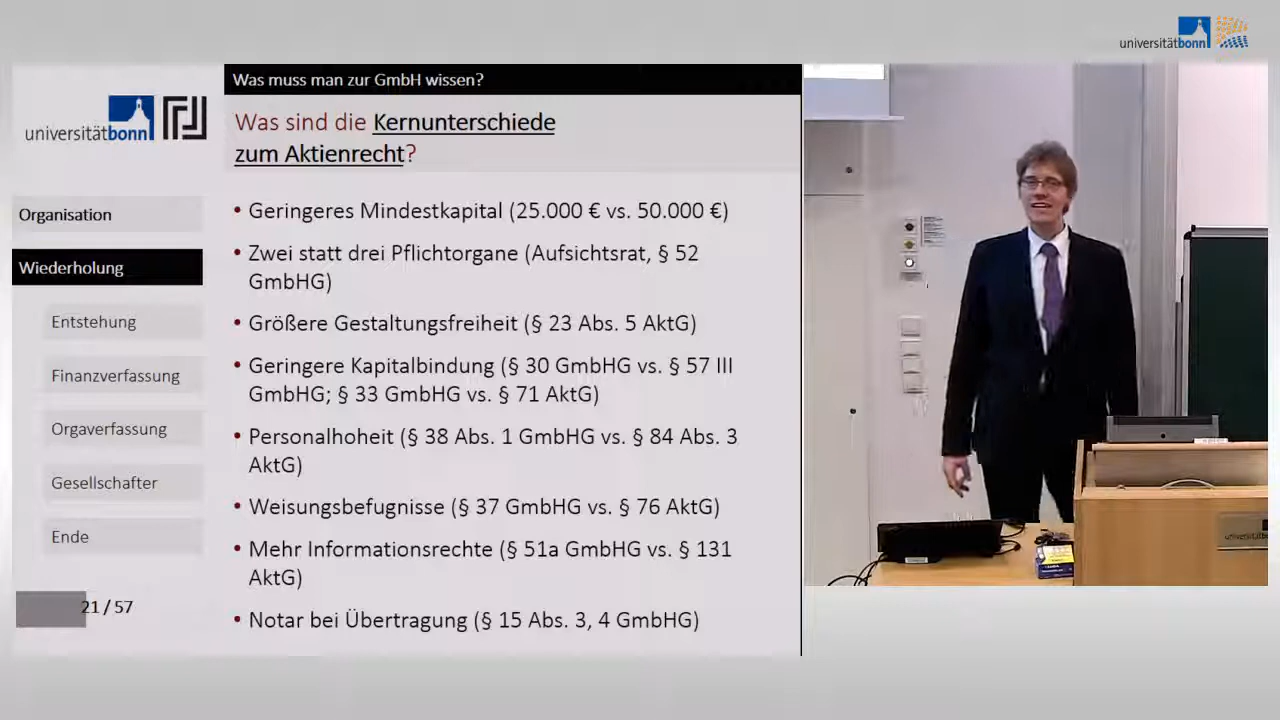 universitätbonn
Was muss man zur GmbH wissen?
universitätbonn
Was sind die Kernunterschiede
zum Aktienrecht?
Organisation
Wiederholung
Entstehung
Finanzverfassung
Orgaverfassung
Gesellschafter
Ende
21 / 57
• Geringeres Mindestkapital (25.000 € vs. 50.000 €)
• Zwei statt drei Pflichtorgane (Aufsichtsrat, § 52
GmbHG)
• Größere Gestaltungsfreiheit (§ 23 Abs. 5 AktG)
• Geringere Kapitalbindung (§ 30 GmbHG vs. § 57 III
GmbHG; § 33 GmbHG vs. § 71 AktG)
• Personalhoheit (§ 38 Abs. 1 GmbHG vs. § 84 Abs. 3
AktG)
• Weisungsbefugnisse (§ 37 GmbHG vs. § 76 AktG)
• Mehr Informationsrechte (§ 51a GmbHG vs. § 131
AktG)
• Notar bei Übertragung (§ 15 Abs. 3, 4 GmbHG)